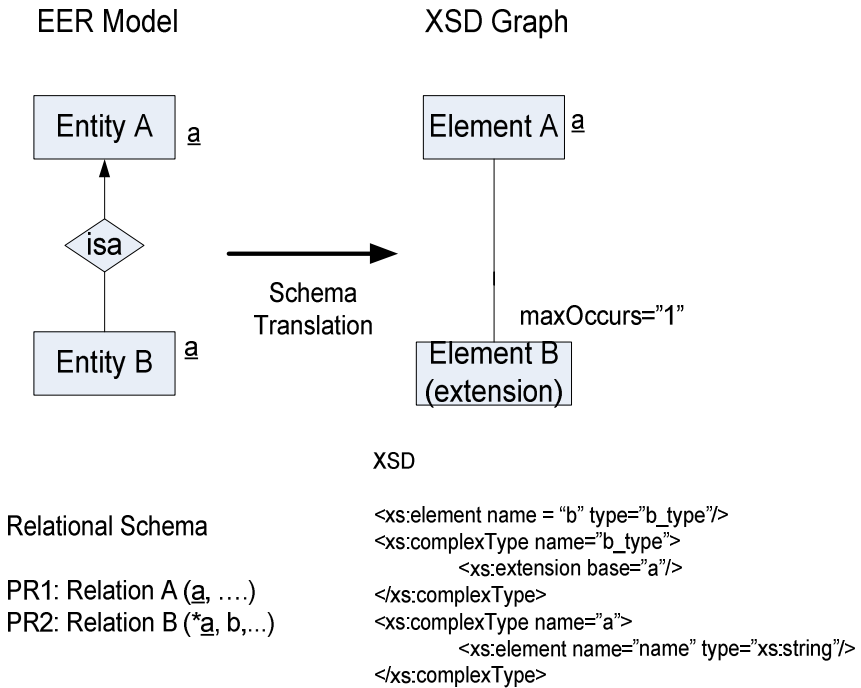 EER Model
XSD Graph
Entity A
a
Element A
a
isa
Schema
Translation
maxOccurs=”1”
Entity B
a
Element B
(extension)
XSD
<xs:element name = “b” type=”b_type”/>
<xs:complexType name=”b_type”>
<xs:extension base=”a”/>
</xs:complexType>
<xs:complexType name=”a”>
<xs:element name=”name” type=”xs:string”/>
</xs:complexType>
Relational Schema
PR1: Relation A (a, ….)
PR2: Relation B (*a, b,...)